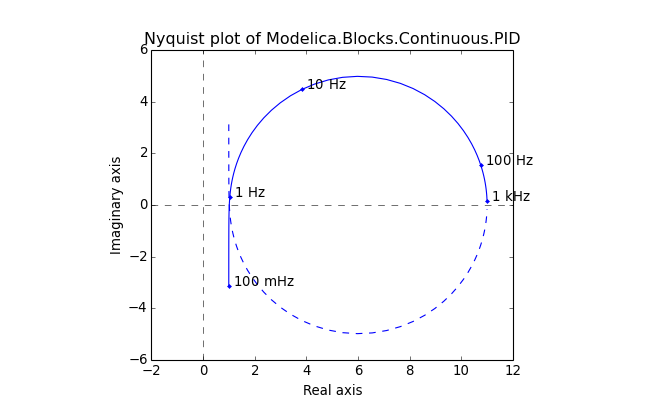 Nyquist plot of Modelica.Blocks.Continuous.PID
6
4
2
0
−2
−4
−6
Imaginary axis
10 Hz
100 Hz
1 Hz
1 kHz
100 mHz
−2 0 2 4 6 8 10 12
Real axis